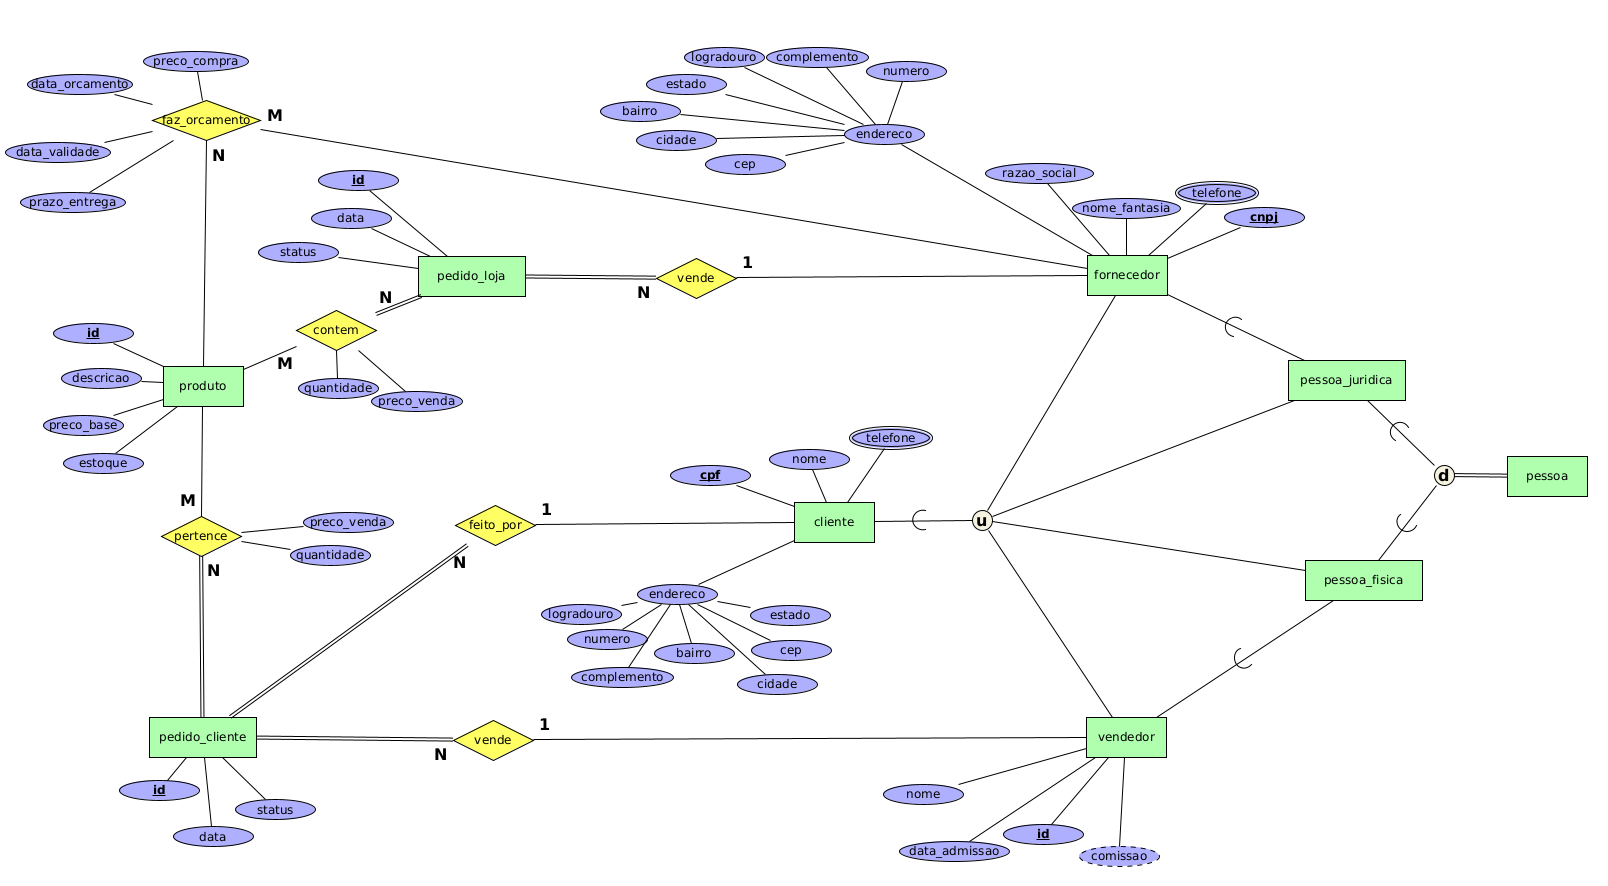 logradouro
complemento
preco_compra
numero
data_orcamento
estado
bairro
M
faz_orcamento
endereco
cidade
data_validade
N
cep
razao_social
id
telefone
prazo_entrega
nome_fantasia
data
cnpj
status
1
pedido_loja
vende
fornecedor
N
N
contem
id
M
pessoa_juridica
descricao
produto
quantidade
preco_venda
preco_base
telefone
estoque
nome
cpf
d
pessoa
M
1
preco_venda
feito_por
cliente
u
pertence
quantidade
N
N
pessoa_fisica
endereco
logradouro
estado
numero
bairro
cep
complemento
cidade
1
pedido_cliente
vende
vendedor
N
id
nome
status
data
id
data_admissao
comissao